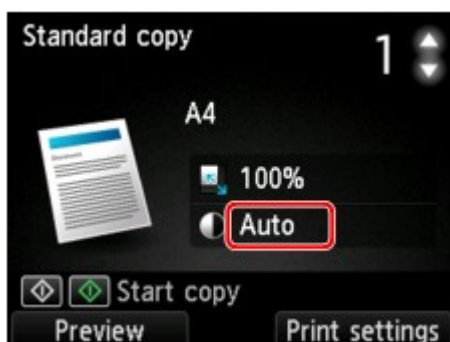 Standard copy
1
A4
100%
Auto
Start copy
Preview
Print settings